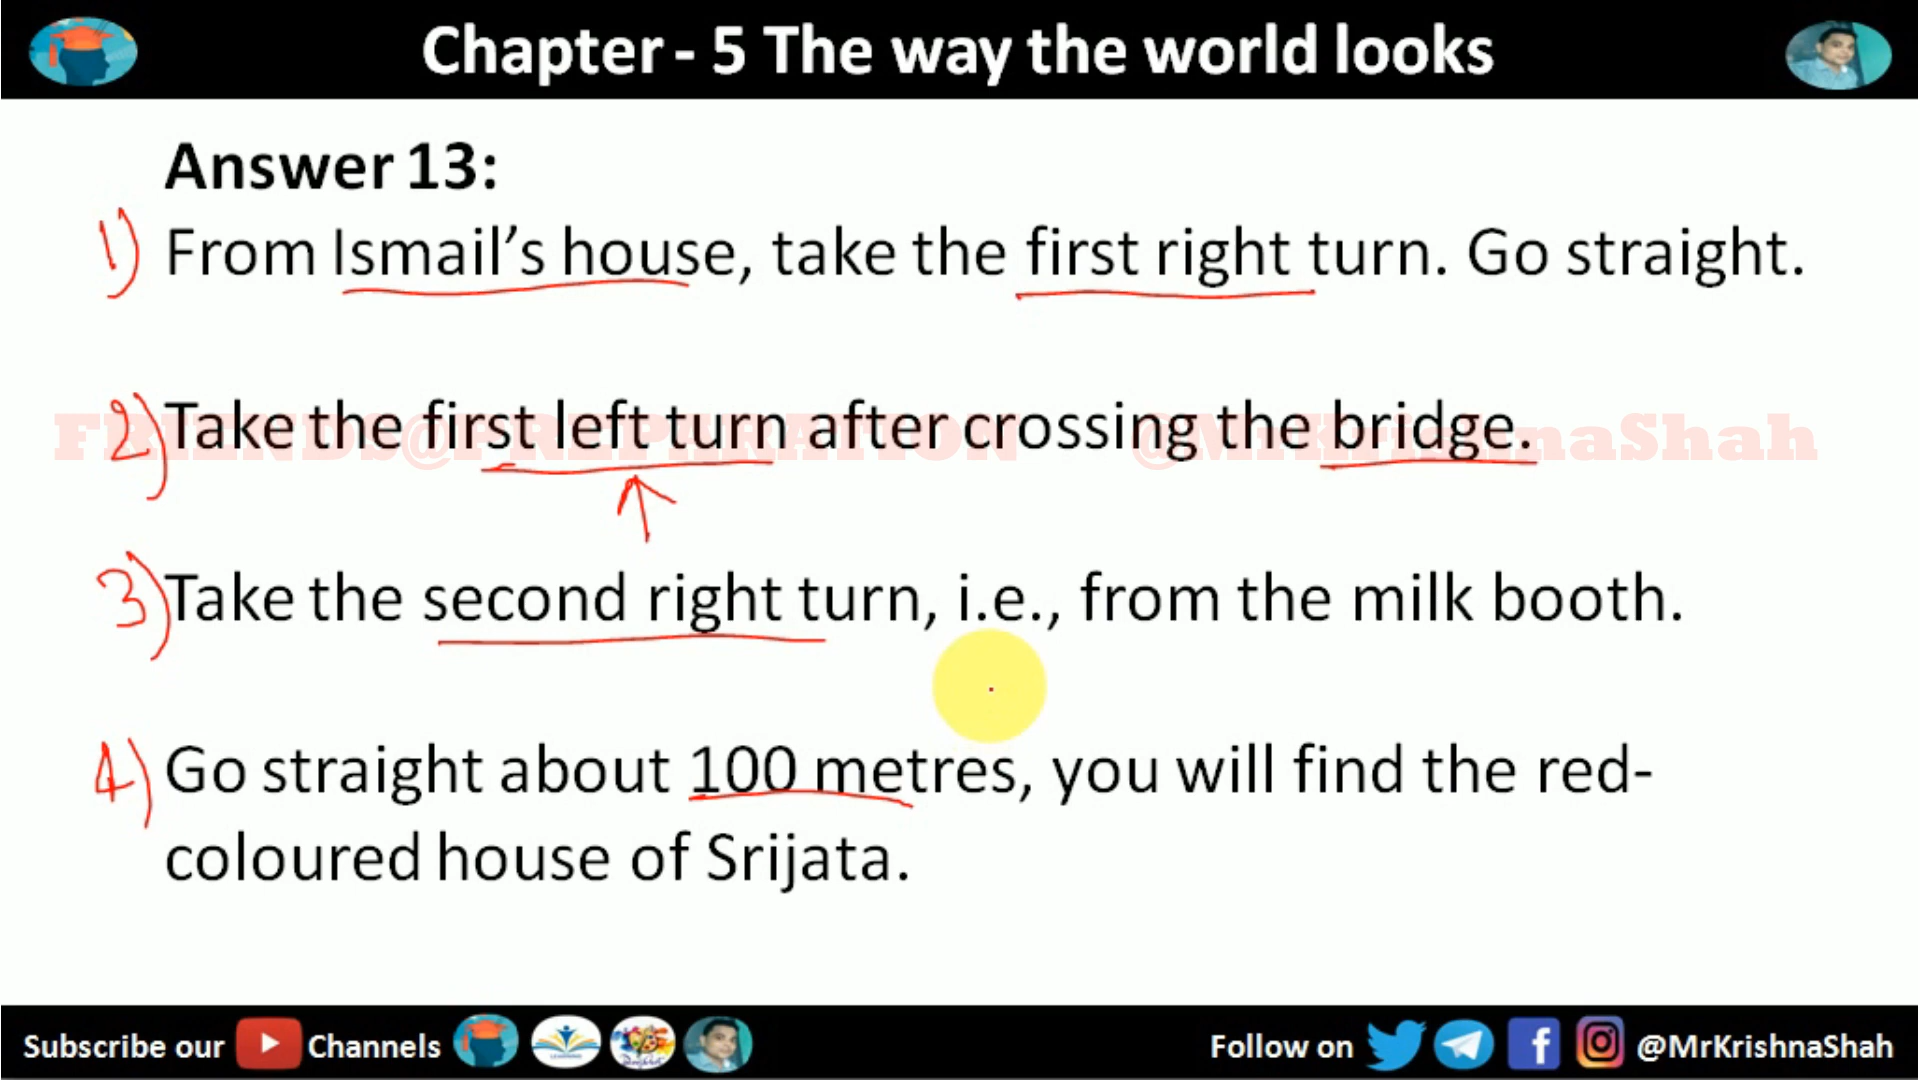 Chapter - 5 The way the world looks
Answer 13:
1) From Ismail's house, take the first right turn. Go straight.
FRIENDS@PREPARATION @MrKrishnaShah
2) Take the first left turn after crossing the bridge.
3) Take the second right turn, i.e., from the milk booth.
4) Go straight about 100 metres, you will find the red-
coloured house of Srijata.
Subscribe our Channels Follow on @MrKrishnaShah